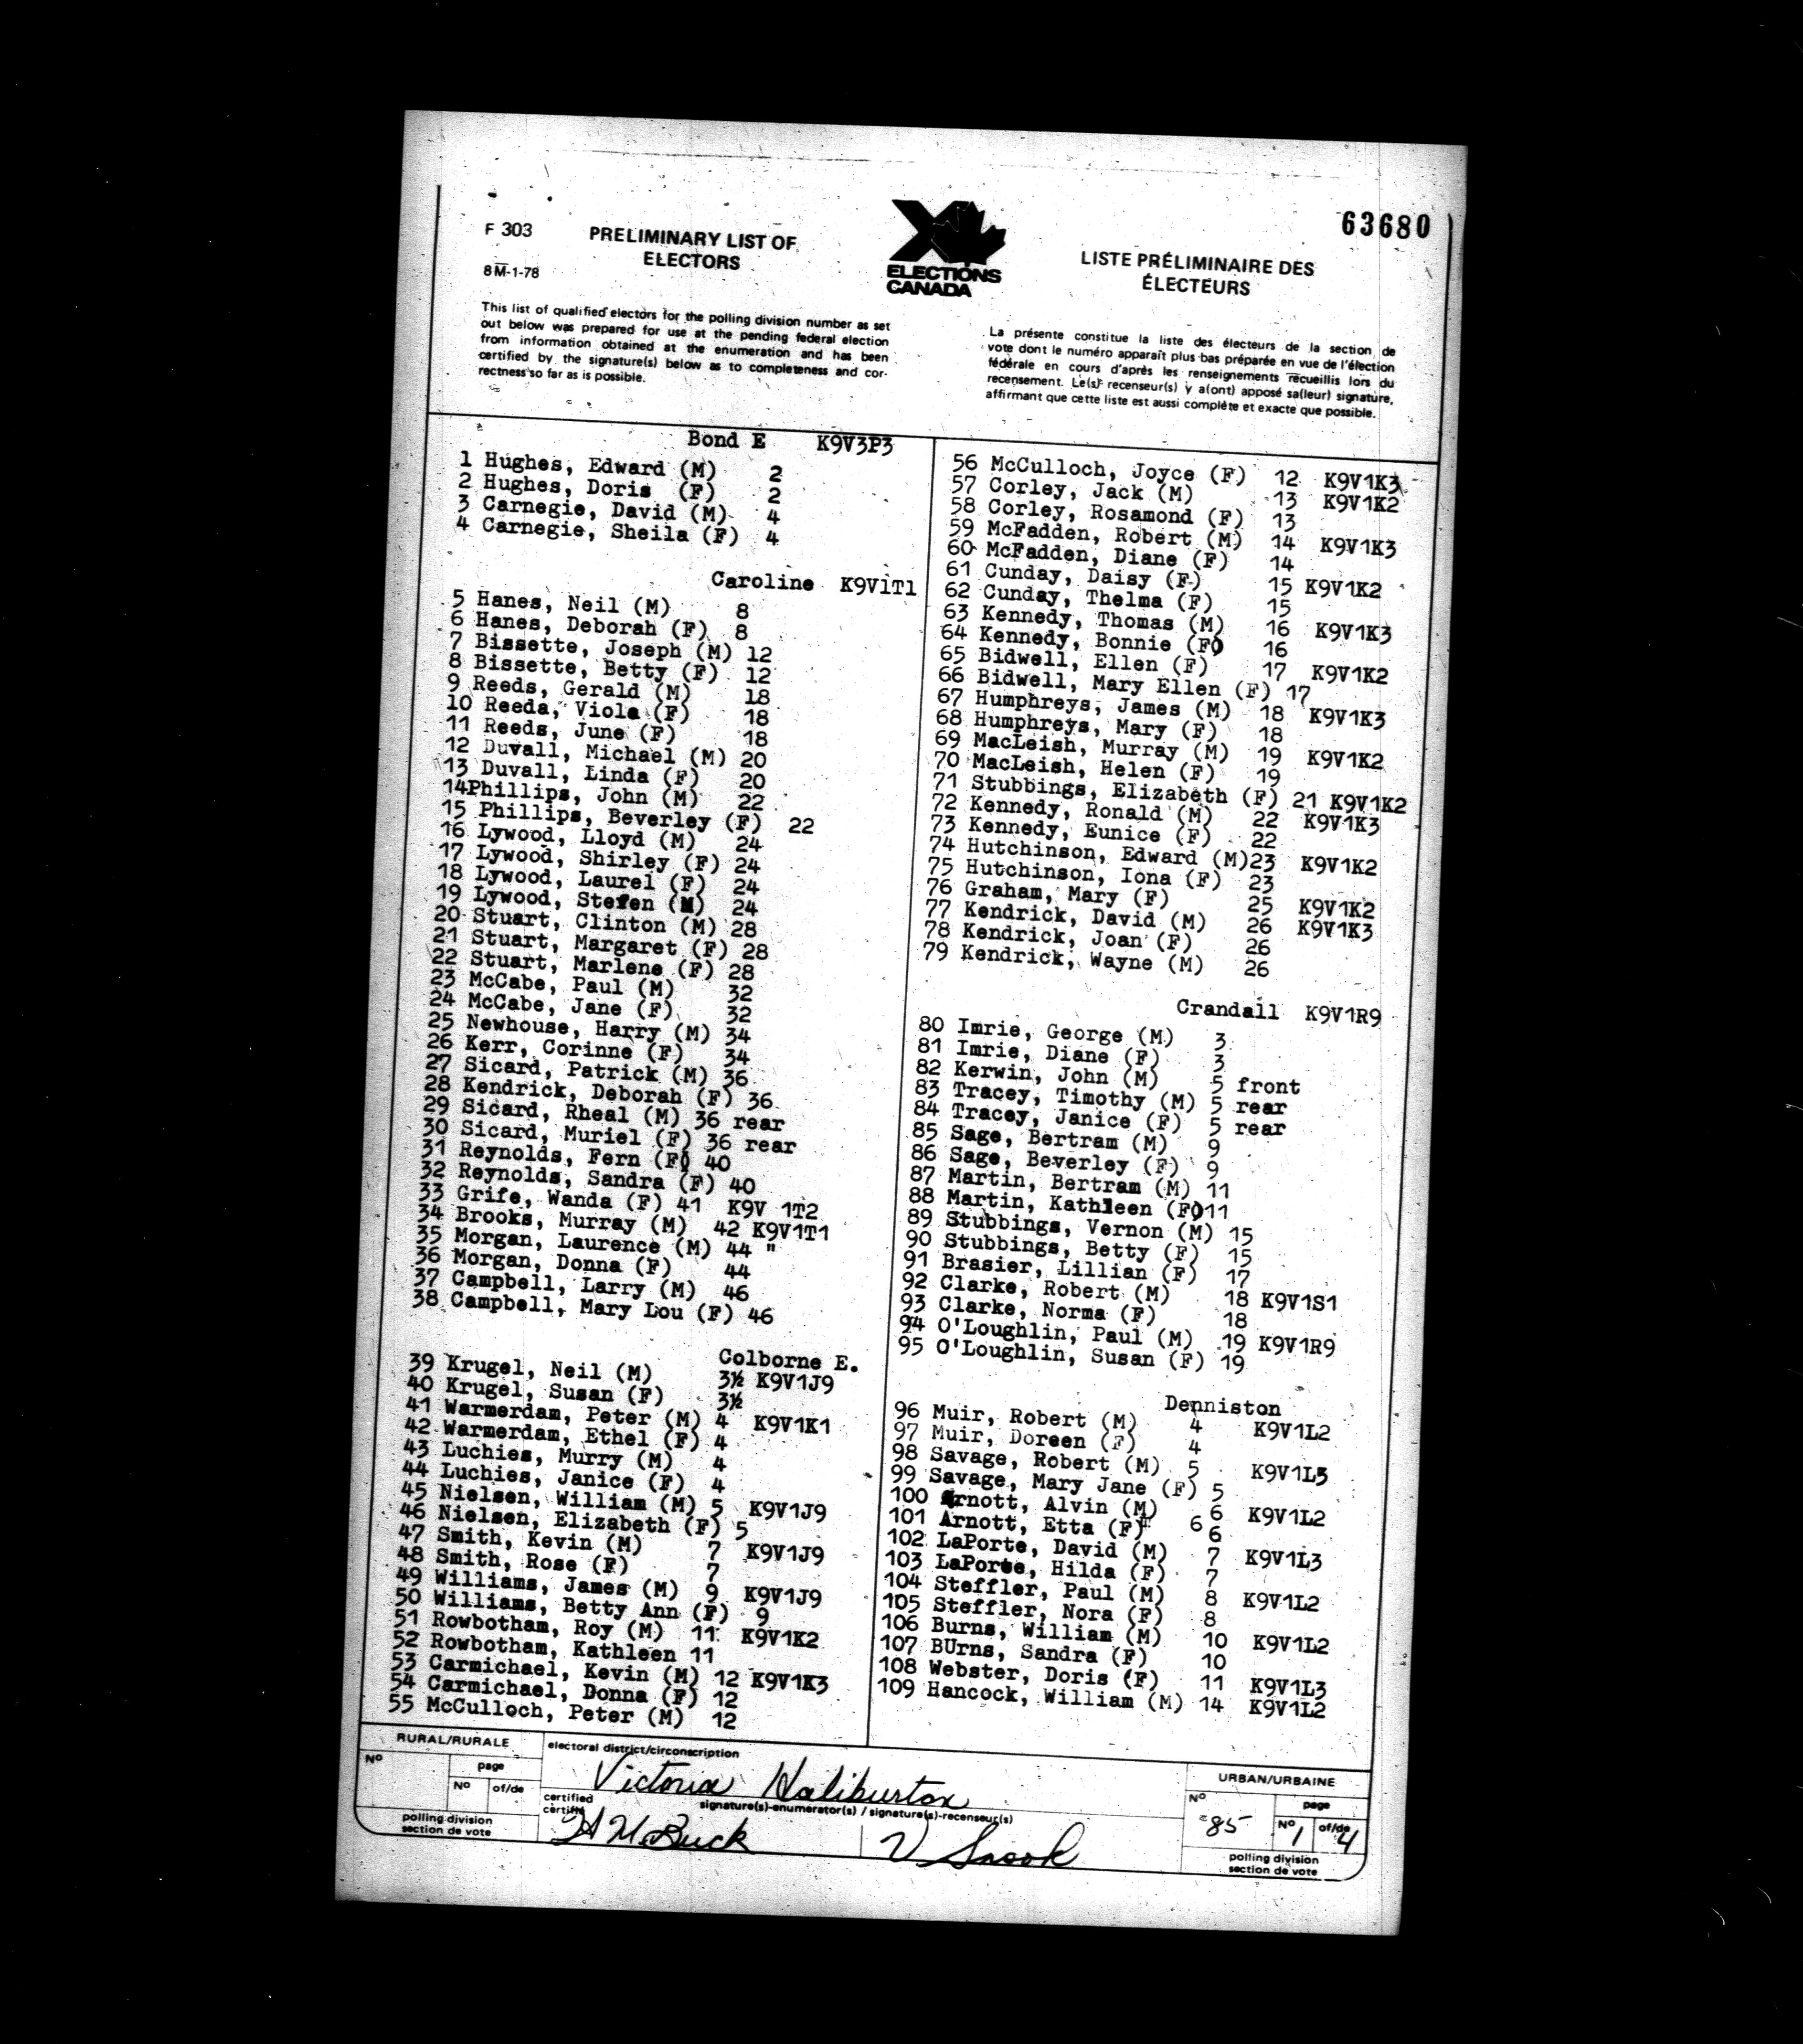 63680
F 303
PRELIMINARY LIST OF
ELECTORS
8M-1-78
ELECTIONS
CANADA
LISTE PRÉLIMINAIRE DES
ÉLECTEURS
This list of qualified electors for the polling division number as set
out below was prepared for use at the pending federal election
from information obtained at the enumeration and has been
certified by the signature(s) below as to completeness and cor-
rectness so far as is possible.
La présente constitue la liste des électeurs de la section de
vote dont le numéro apparaît plus bas préparée en vue de l'élection
fédérale en cours d'après les renseignements recueillis lors du
recensement. Le(s) recenseur(s) y a(ont) apposé sa(leur) signature,
affirmant que cette liste est aussi complète et exacte que possible.
Bond E K9V3P3
1 Hughes, Edward (M) 2
2 Hughes, Doris (F) 2
3 Carnegie, David (M) 4
4 Carnegie, Sheila (F) 4
Caroline K9V1T1
5 Hanes, Neil (M) 8
6 Hanes, Deborah (F) 8
7 Bissette, Joseph (M) 12
8 Bissette, Betty (F) 12
9 Reeds, Gerald (M) 18
10 Reeda, Viola (F) 18
11 Reeds, June (F) 18
12 Duvall, Michael (M) 20
13 Duvall, Linda (F) 20
14Phillips, John (M) 22
15 Phillips, Beverley (F) 22
16 Lywood, Lloyd (M) 24
17 Lywood, Shirley (F) 24
18 Lywood, Laurel (F) 24
19 Lywood, Stefen (M) 24
20 Stuart, Clinton (M) 28
21 Stuart, Margaret (F) 28
22 Stuart, Marlene (F) 28
23 McCabe, Paul (M) 32
24 McCabe, Jane (F) 32
25 Newhouse, Harry (M) 34
26 Kerr, Corinne (F) 34
27 Sicard, Patrick (M) 36
28 Kendrick, Deborah (F) 36
29 Sicard, Rheal (M) 36 rear
30 Sicard, Muriel (F) 36 rear
31 Reynolds, Fern (F) 40
32 Reynolds, Sandra (F) 40
33 Grife, Wanda (F) 41 K9V 1T2
34 Brooks, Murray (M) 42 K9V1T1
35 Morgan, Laurence (M) 44 "
36 Morgan, Donna (F) 44
37 Campbell, Larry (M) 46
38 Campbell, Mary Lou (F) 46
Colborne E.
39 Krugel, Neil (M) 3½ K9V1J9
40 Krugel, Susan (F) 3½
41 Warmerdam, Peter (M) 4 K9V1K1
42 Warmerdam, Ethel (F) 4
43 Luchies, Murry (M) 4
44 Luchies, Janice (F) 4
45 Nielsen, William (M) 5 K9V1J9
46 Nielsen, Elizabeth (F) 5
47 Smith, Kevin (M) 7 K9V1J9
48 Smith, Rose (F) 7
49 Williams, James (M) 9 K9V1J9
50 Williams, Betty Ann (F) 9
51 Rowbotham, Roy (M) 11 K9V1K2
52 Rowbotham, Kathleen 11
53 Carmichael, Kevin (M) 12 K9V1K3
54 Carmichael, Donna (F) 12
55 McCulloch, Peter (M) 12
56 McCulloch, Joyce (F) 12 K9V1K3
57 Corley, Jack (M) 13 K9V1K2
58 Corley, Rosamond (F) 13
59 McFadden, Robert (M) 14 K9V1K3
60 McFadden, Diane (F) 14
61 Cunday, Daisy (F) 15 K9V1K2
62 Cunday, Thelma (F) 15
63 Kennedy, Thomas (M) 16 K9V1K3
64 Kennedy, Bonnie (F) 16
65 Bidwell, Ellen (F) 17 K9V1K2
66 Bidwell, Mary Ellen (F) 17
67 Humphreys, James (M) 18 K9V1K3
68 Humphreys, Mary (F) 18
69 MacLeish, Murray (M) 19 K9V1K2
70 MacLeish, Helen (F) 19
71 Stubbings, Elizabeth (F) 21 K9V1K2
72 Kennedy, Ronald (M) 22 K9V1K3
73 Kennedy, Eunice (F) 22
74 Hutchinson, Edward (M)23 K9V1K2
75 Hutchinson, Iona (F) 23
76 Graham, Mary (F) 25 K9V1K2
77 Kendrick, David (M) 26 K9V1K3
78 Kendrick, Joan (F) 26
79 Kendrick, Wayne (M) 26
Crandall K9V1R9
80 Imrie, George (M) 3
81 Imrie, Diane (F) 3
82 Kerwin, John (M) 5 front
83 Tracey, Timothy (M) 5 rear
84 Tracey, Janice (F) 5 rear
85 Sage, Bertram (M) 9
86 Sage, Beverley (F) 9
87 Martin, Bertram (M) 11
88 Martin, Kathleen (F)11
89 Stubbings, Vernon (M) 15
90 Stubbings, Betty (F) 15
91 Brasier, Lillian (F) 17
92 Clarke, Robert (M) 18 K9V1S1
93 Clarke, Norma (F) 18
94 O'Loughlin, Paul (M) 19 K9V1R9
95 O'Loughlin, Susan (F) 19
Denniston
96 Muir, Robert (M) 4 K9V1L2
97 Muir, Doreen (F) 4
98 Savage, Robert (M) 5 K9V1L3
99 Savage, Mary Jane (F) 5
100 Arnott, Alvin (M) 6 K9V1L2
101 Arnott, Etta (F) 6 6
102 LaPorte, David (M) 7 K9V1L3
103 LaPorte, Hilda (F) 7
104 Steffler, Paul (M) 8 K9V1L2
105 Steffler, Nora (F) 8
106 Burns, William (M) 10 K9V1L2
107 BUrns, Sandra (F) 10
108 Webster, Doris (F) 11 K9V1L3
109 Hancock, William (M) 14 K9V1L2
RURAL/RURALE
No
page
No of/de
polling division
section de vote
electoral district/circonscription
Victoria Haliburton
certified
certifié
signature(s)-enumerator(s) / signature(s)-recenseur(s)
Buck
V
URBAN/URBAINE
No
85
page
No 1 of/de 4
polling division
section de vote